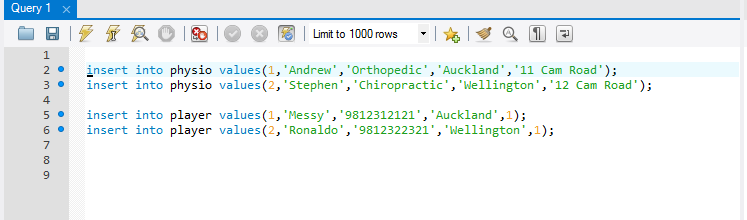 Query 1
Limit to 1000 rows
1
2 insert into physio values(1,'Andrew','Orthopedic','Auckland','11 Cam Road');
3 insert into physio values(2,'Stephen','Chiropractic','Wellington','12 Cam Road');
4
5 insert into player values(1,'Messy','9812312121','Auckland',1);
6 insert into player values(2,'Ronaldo','9812322321','Wellington',1);
7
8
9